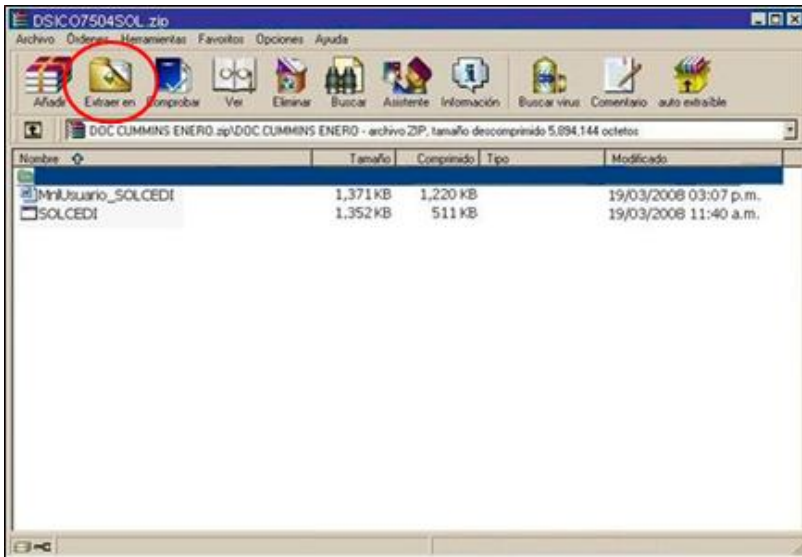 DSICO7504SOL.zip
Archivo Órdenes Herramientas Favoritos Opciones Ayuda
Añadir Extraer en Comprobar Ver Eliminar Buscar Asistente Información Buscar virus Comentario auto extraíble
DOC CUMMINS ENERO.zip\DOC CUMMINS ENERO - archivo ZIP, tamaño descomprimido 5,894,144 octetos
Nombre Tamaño Comprimido Tipo Modificado
MnlUsuario_SOLCEDI 1,371 KB 1,220 KB 19/03/2008 03:07 p.m.
SOLCEDI 1,352 KB 511 KB 19/03/2008 11:40 a.m.